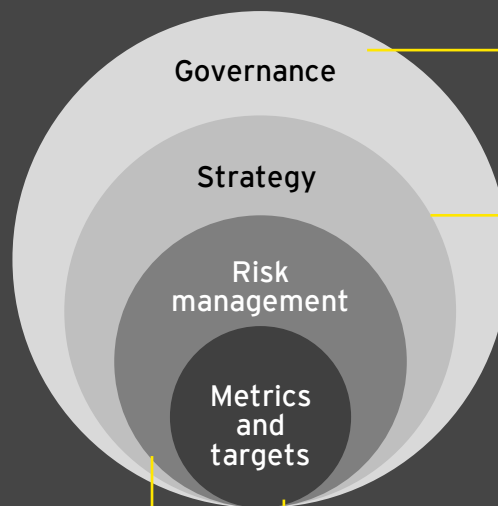 Governance
Strategy
Risk
management
Metrics
and
targets